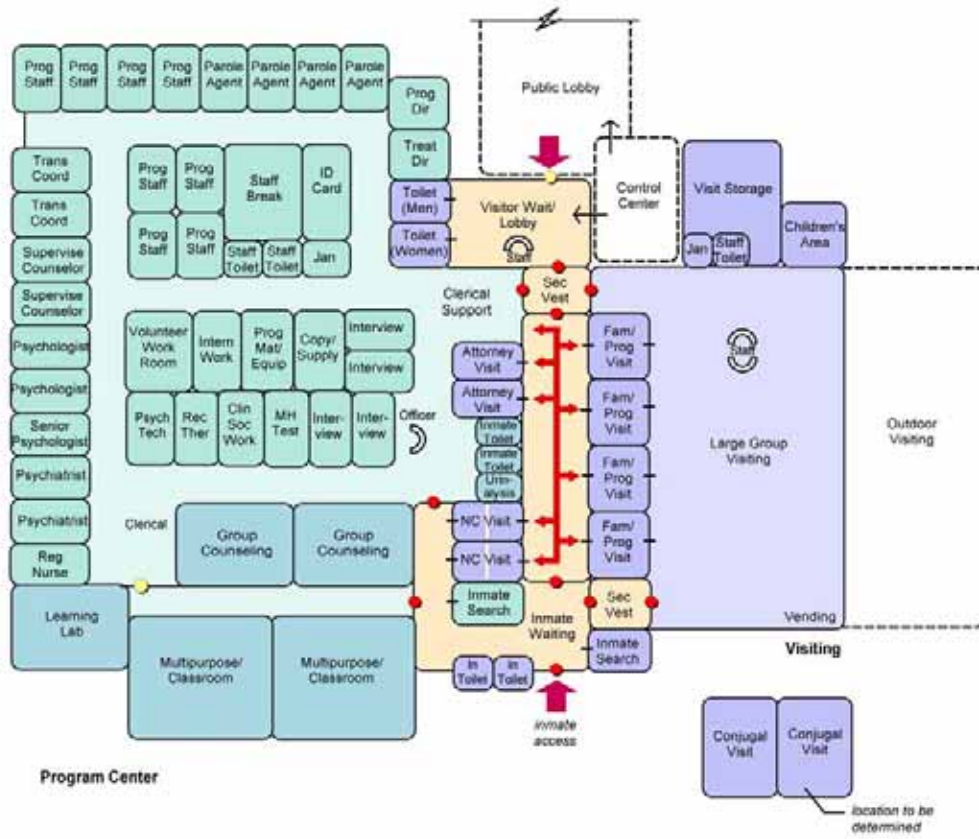 Public Lobby
Prog
Staff
Prog
Staff
Prog
Staff
Prog
Staff
Parole
Agent
Parole
Agent
Parole
Agent
Parole
Agent
Prog
Dir
Treat
Dir
Toilet
(Men)
Toilet
(Women)
Visitor Wait/
Lobby
Staff
Control
Center
Visit Storage
Jan
Staff
Toilet
Children's
Area
Trans
Coord
Trans
Coord
Supervise
Counselor
Supervise
Counselor
Psychologist
Psychologist
Senior
Psychologist
Psychiatrist
Psychiatrist
Reg
Nurse
Prog
Staff
Prog
Staff
Prog
Staff
Prog
Staff
Staff
Break
ID
Card
Staff
Toilet
Staff
Toilet
Jan
Clerical
Support
Sec
Vest
Volunteer
Work
Room
Intern
Work
Prog
Mat/
Equip
Copy/
Supply
Interview
Interview
Psych
Tech
Rec
Ther
Clin
Soc
Work
MH
Test
Inter-
view
Inter-
view
Officer
Attorney
Visit
Attorney
Visit
Inmate
Toilet
Inmate
Toilet
Urin-
alysis
NC Visit
NC Visit
Inmate
Search
Fam/
Prog
Visit
Fam/
Prog
Visit
Fam/
Prog
Visit
Fam/
Prog
Visit
Staff
Large Group
Visiting
Outdoor
Visiting
Clerical
Group
Counseling
Group
Counseling
Learning
Lab
Multipurpose/
Classroom
Multipurpose/
Classroom
Inmate
Waiting
Sec
Vest
Inmate
Search
Vending
Visiting
In
Toilet
In
Toilet
inmate
access
Program Center
Conjugal
Visit
Conjugal
Visit
location to be
determined